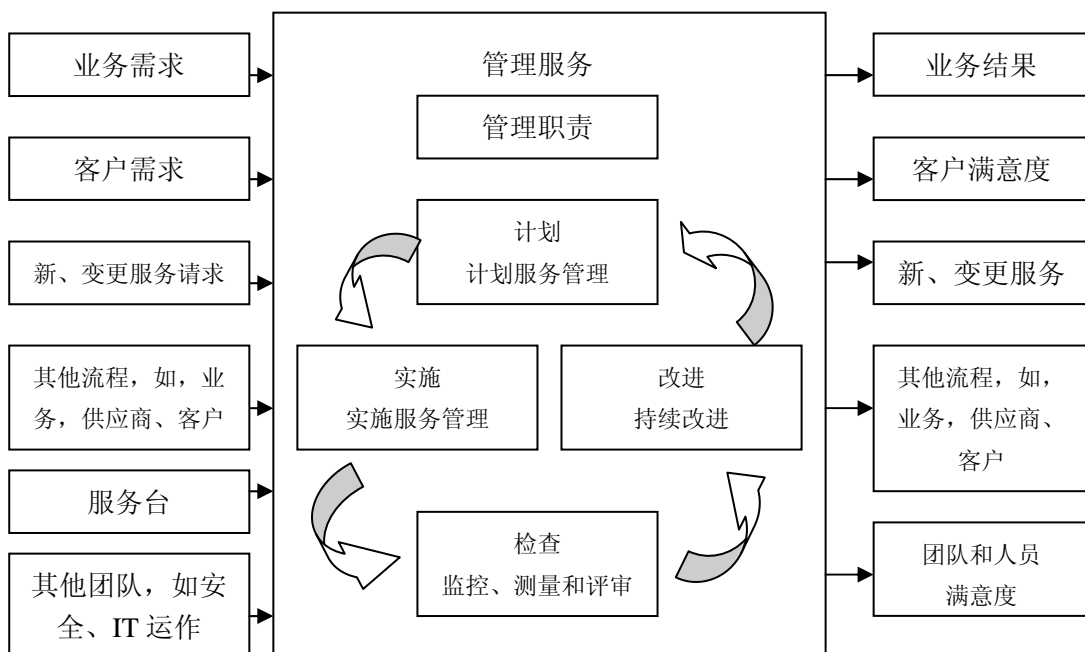 业务需求
客户需求
新、变更服务请求
其他流程，如，业
务，供应商、客户
服务台
其他团队，如安
全、IT 运作
管理服务
管理职责
计划
计划服务管理
实施
实施服务管理
改进
持续改进
检查
监控、测量和评审
业务结果
客户满意度
新、变更服务
其他流程，如，
业务，供应商、
客户
团队和人员
满意度